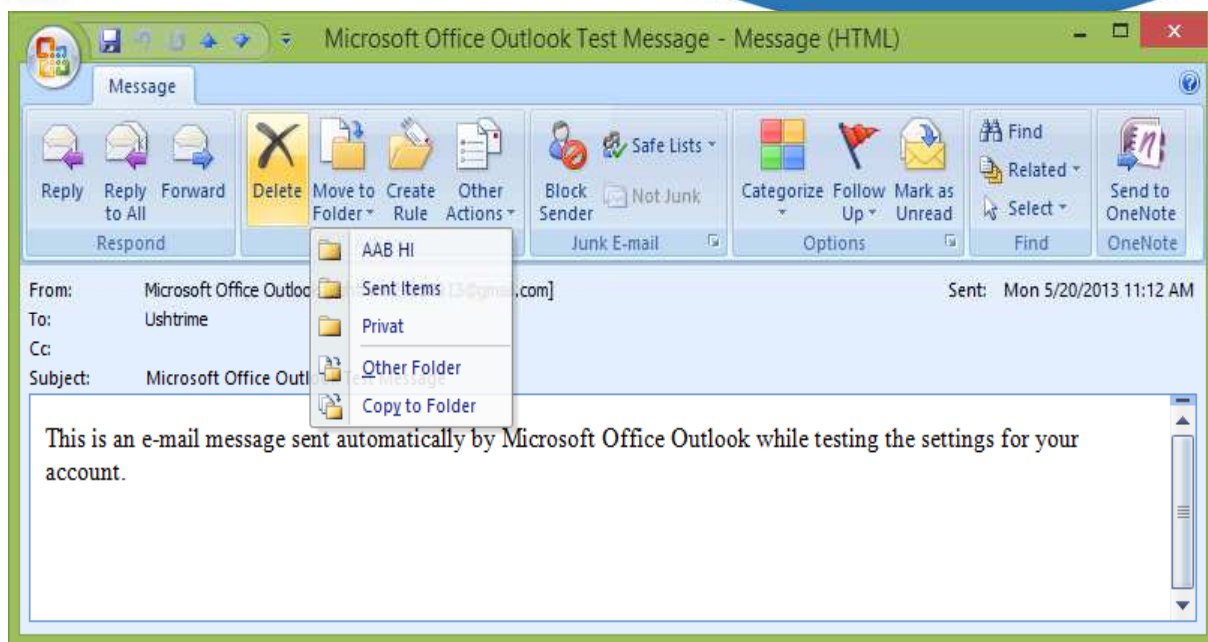 Microsoft Office Outlook Test Message - Message (HTML)
Message
Reply Reply to All Forward
Delete Move to Folder Create Rule Other Actions
Block Sender Safe Lists Not Junk
Categorize Follow Up Mark as Unread
Find Related Select
Send to OneNote
Respond Junk E-mail Options Find OneNote
AAB HI
Sent Items
Privat
Other Folder
Copy to Folder
From: Microsoft Office .com] Sent: Mon 5/20/2013 11:12 AM
To: Ushtrime
Cc:
Subject: Microsoft Office Message
This is an e-mail message sent automatically by Microsoft Office Outlook while testing the settings for your
account.